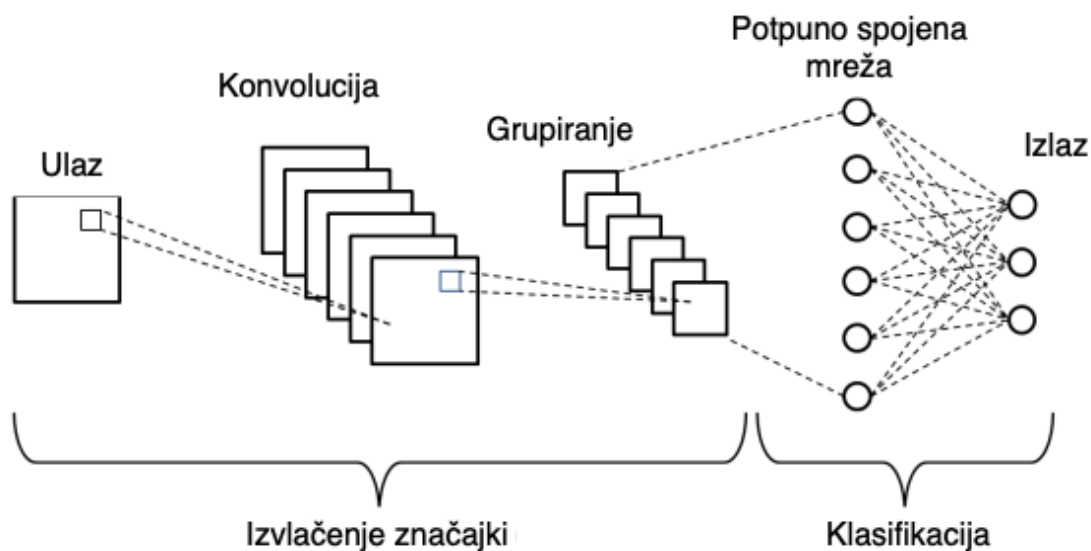 Ulaz
Konvolucija
Grupiranje
Potpuno spojena
mreža
Izlaz
Izvlačenje značajki
Klasifikacija